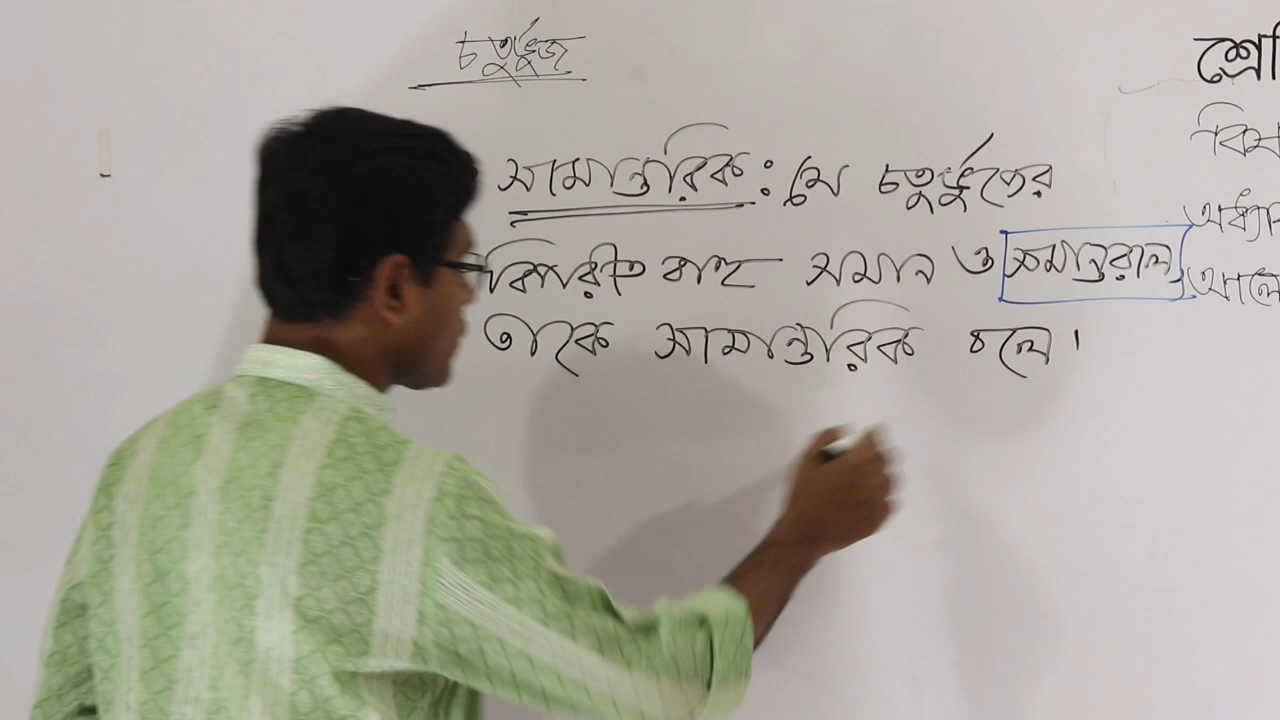 চতুর্ভুজ
সামান্তরিক : যে চতুর্ভুজের
বিপরীত বাহু সমান ও সমান্তরাল
তাকে সামান্তরিক বলে।
শ্রেণি